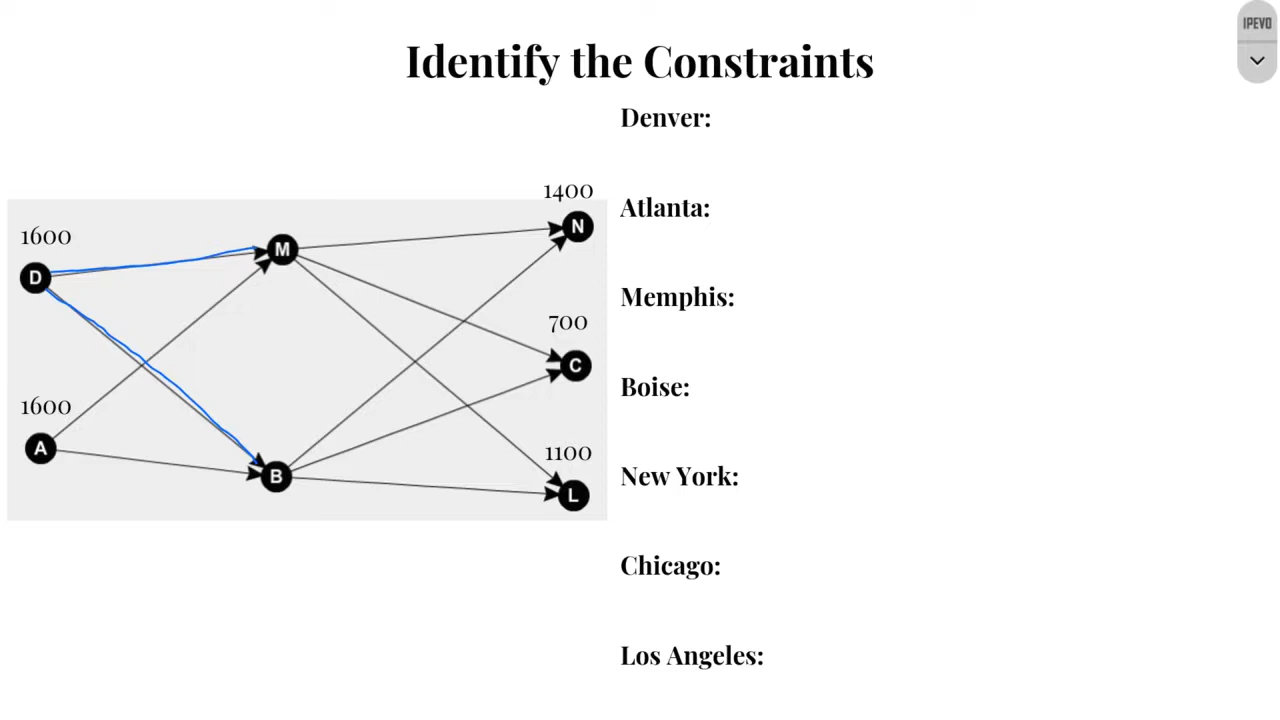 IPEVO
Identify the Constraints
Denver:
Atlanta:
Memphis:
Boise:
New York:
Chicago:
Los Angeles:
1600
D
1600
A
M
B
1400
N
700
C
1100
L